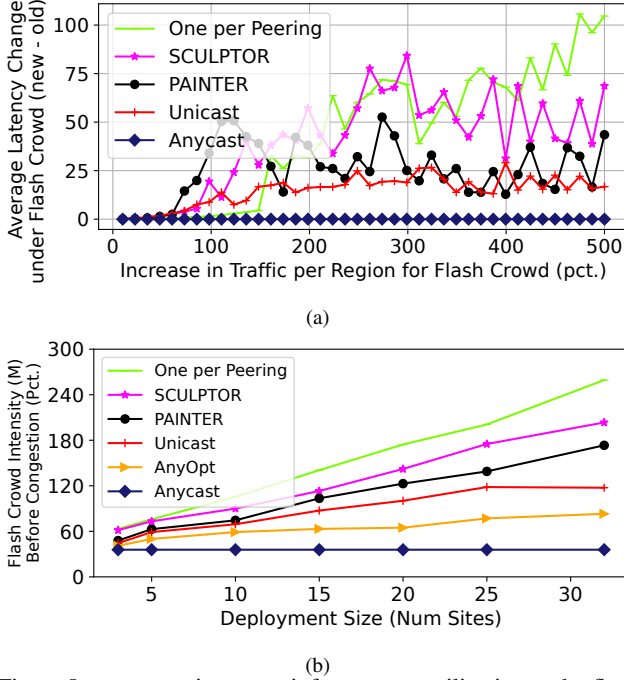 Average Latency Change
under Flash Crowd (new - old)
100
75
50
25
0
One per Peering
SCULPTOR
PAINTER
Unicast
Anycast
0
100
200
300
400
500
Increase in Traffic per Region for Flash Crowd (pct.)
(a)
Flash Crowd Intensity (M)
Before Congestion (Pct.)
300
240
180
120
60
0
One per Peering
SCULPTOR
PAINTER
Unicast
AnyOpt
Anycast
5
10
15
20
25
30
Deployment Size (Num Sites)
(b)